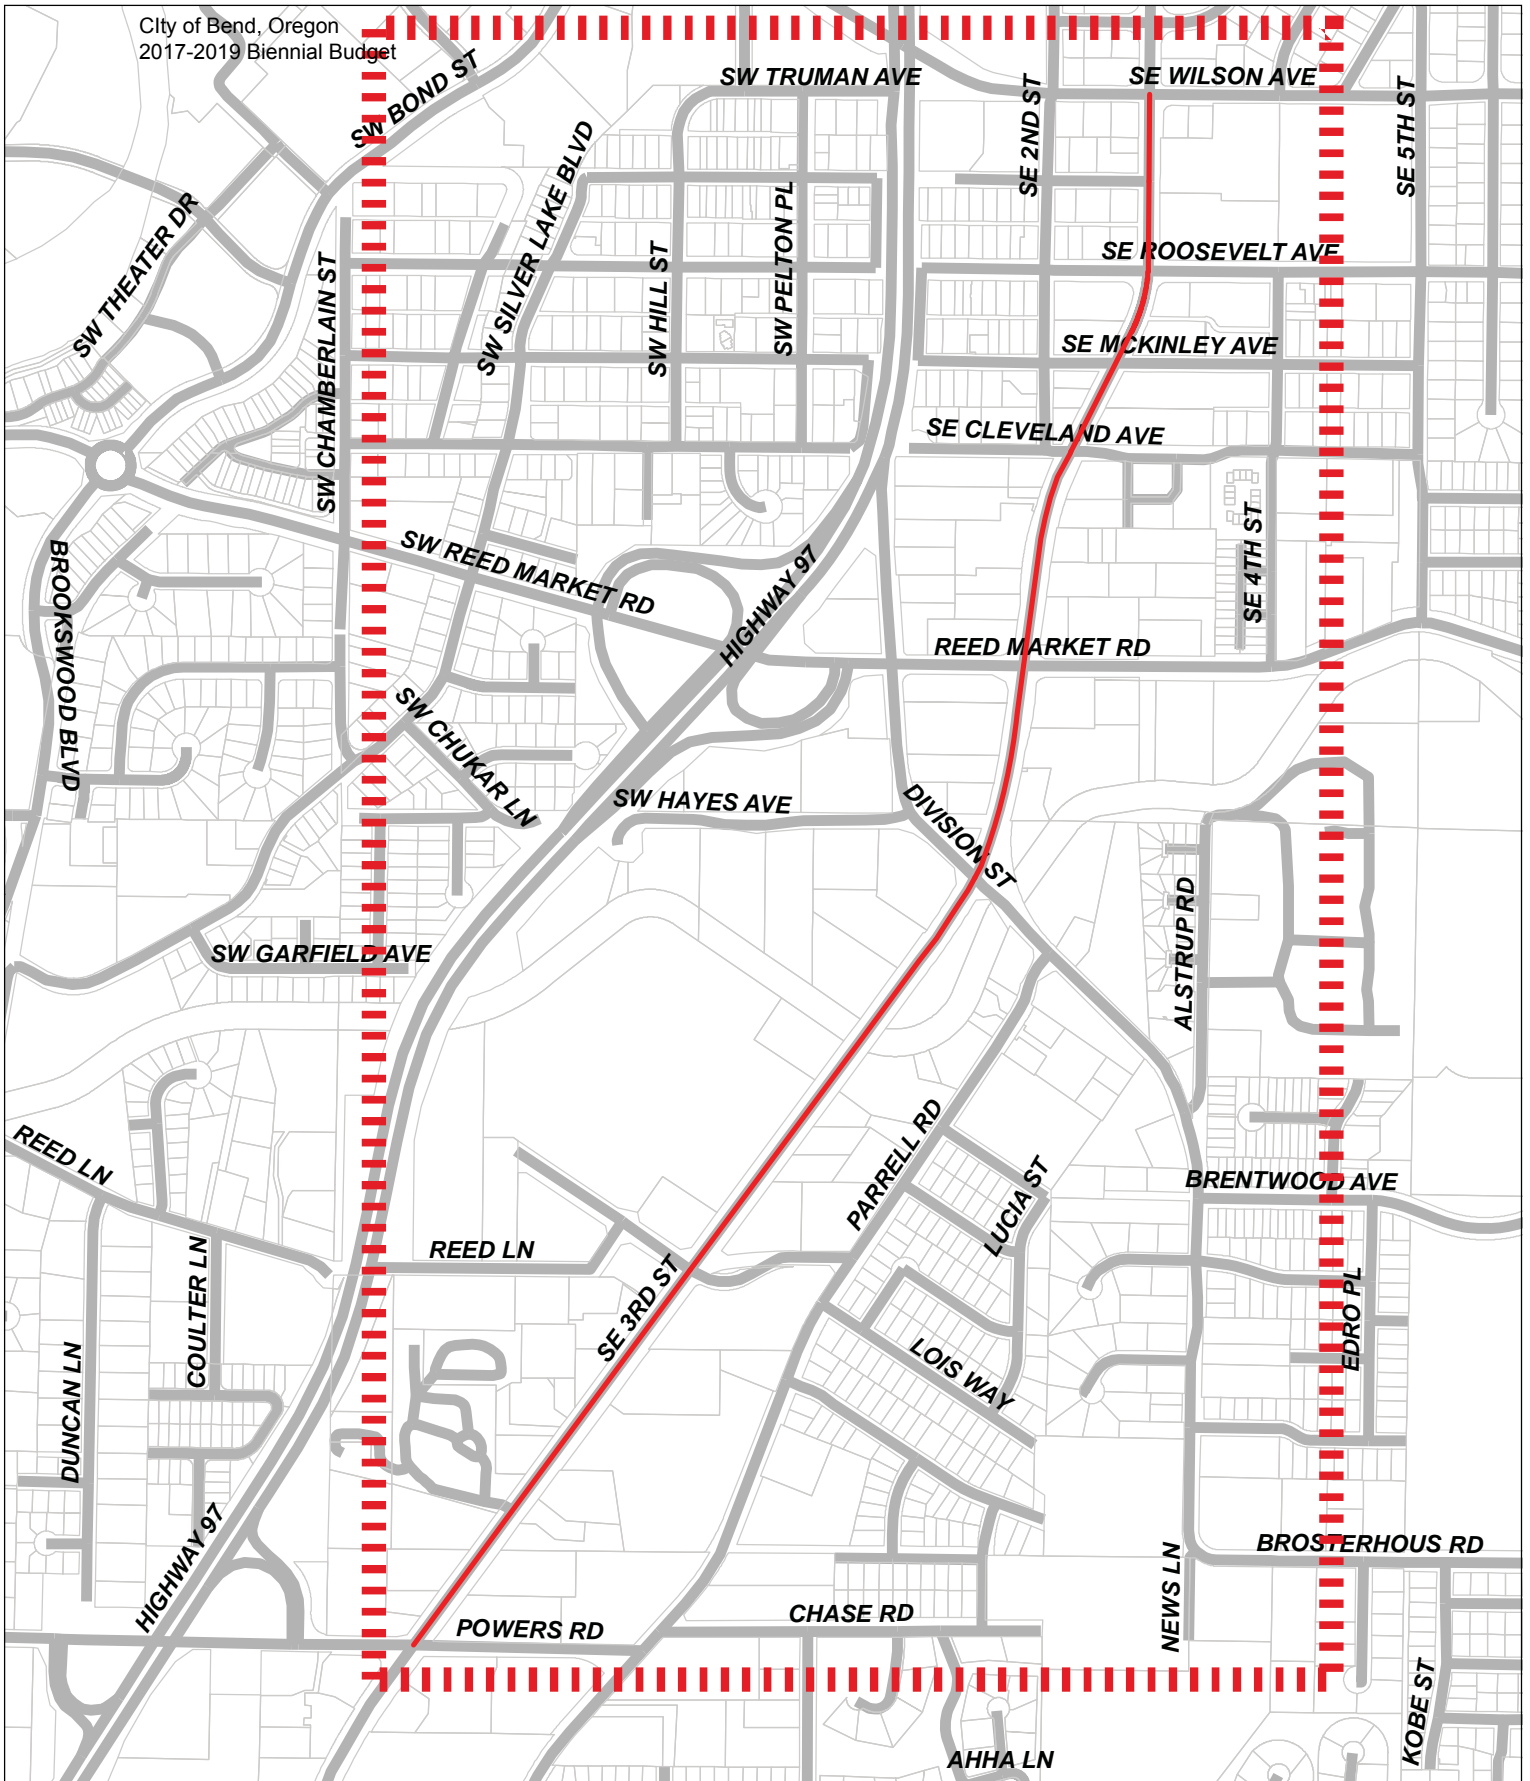 CIty of Bend, Oregon
2017-2019 Biennial Budget
SW BOND ST
SW TRUMAN AVE
SE 2ND ST
SE WILSON AVE
SE 5TH ST
SW THEATER DR
SW CHAMBERLAIN ST
SW SILVER LAKE BLVD
SW HILL ST
SW PELTON PL
SE ROOSEVELT AVE
SE MCKINLEY AVE
SE CLEVELAND AVE
SE 4TH ST
BROOKSWOOD BLVD
SW REED MARKET RD
HIGHWAY 97
REED MARKET RD
SW CHUKAR LN
SW HAYES AVE
DIVISION ST
ALSTRUP RD
SW GARFIELD AVE
REED LN
PARRELL RD
LUCIA ST
BRENTWOOD AVE
COULTER LN
REED LN
SE 3RD ST
EDRO PL
DUNCAN LN
LOIS WAY
HIGHWAY 97
NEWS LN
BROSTERHOUS RD
POWERS RD
CHASE RD
KOBE ST
AHHA LN